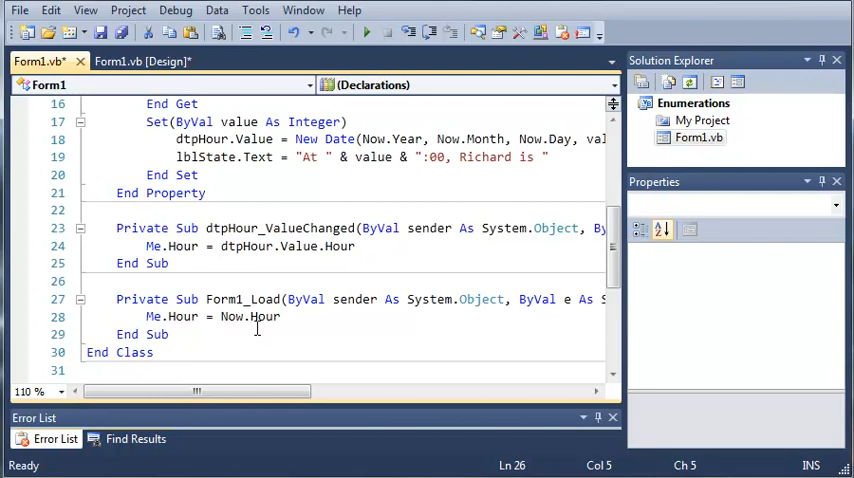 File Edit View Project Debug Data Tools Window Help
Form1.vb* Form1.vb [Design]*
Form1 (Declarations)
16 End Get
17 Set(ByVal value As Integer)
18 dtpHour.Value = New Date(Now.Year, Now.Month, Now.Day, val
19 lblState.Text = "At " & value & ":00, Richard is "
20 End Set
21 End Property
22
23 Private Sub dtpHour_ValueChanged(ByVal sender As System.Object, By
24 Me.Hour = dtpHour.Value.Hour
25 End Sub
26
27 Private Sub Form1_Load(ByVal sender As System.Object, ByVal e As S
28 Me.Hour = Now.Hour
29 End Sub
30 End Class
31
110 %
Solution Explorer
Enumerations
My Project
Form1.vb
Properties
Error List
Error List Find Results
Ready Ln 26 Col 5 Ch 5 INS